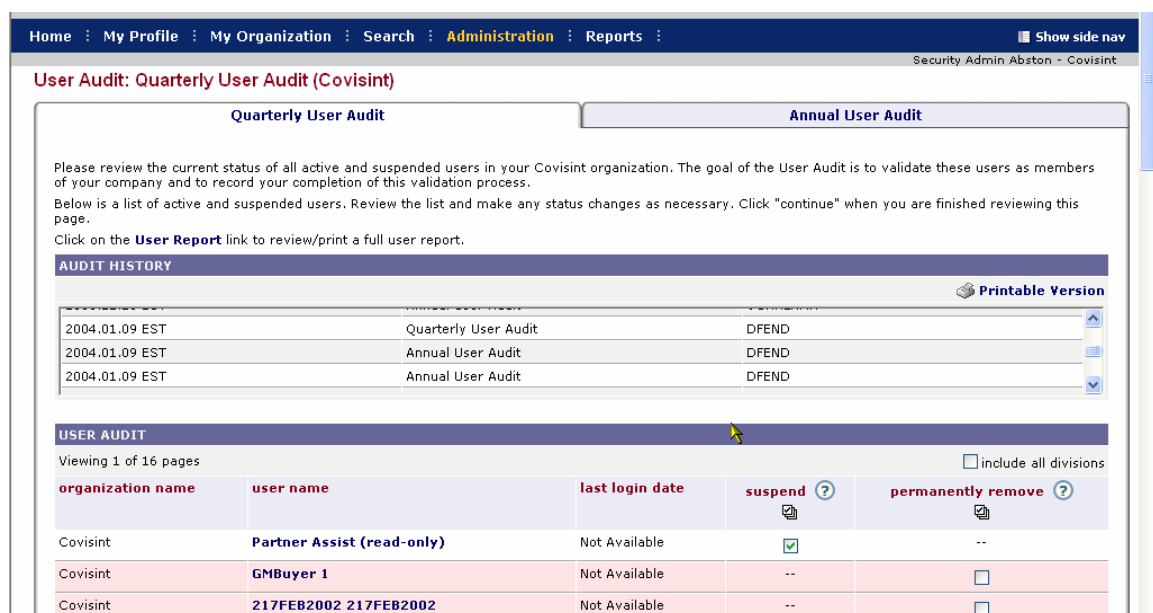 Home : My Profile : My Organization : Search : Administration : Reports : Show side nav
Security Admin Abston - Covisint
User Audit: Quarterly User Audit (Covisint)
Quarterly User Audit Annual User Audit
Please review the current status of all active and suspended users in your Covisint organization. The goal of the User Audit is to validate these users as members
of your company and to record your completion of this validation process.
Below is a list of active and suspended users. Review the list and make any status changes as necessary. Click "continue" when you are finished reviewing this
page.
Click on the User Report link to review/print a full user report.
AUDIT HISTORY
Printable Version
2004.01.09 EST Quarterly User Audit DFEND
2004.01.09 EST Annual User Audit DFEND
2004.01.09 EST Annual User Audit DFEND
USER AUDIT
Viewing 1 of 16 pages include all divisions
organization name user name last login date suspend ? permanently remove ?
Covisint Partner Assist (read-only) Not Available --
Covisint GMBuyer 1 Not Available --
Covisint 217FEB2002 217FEB2002 Not Available --